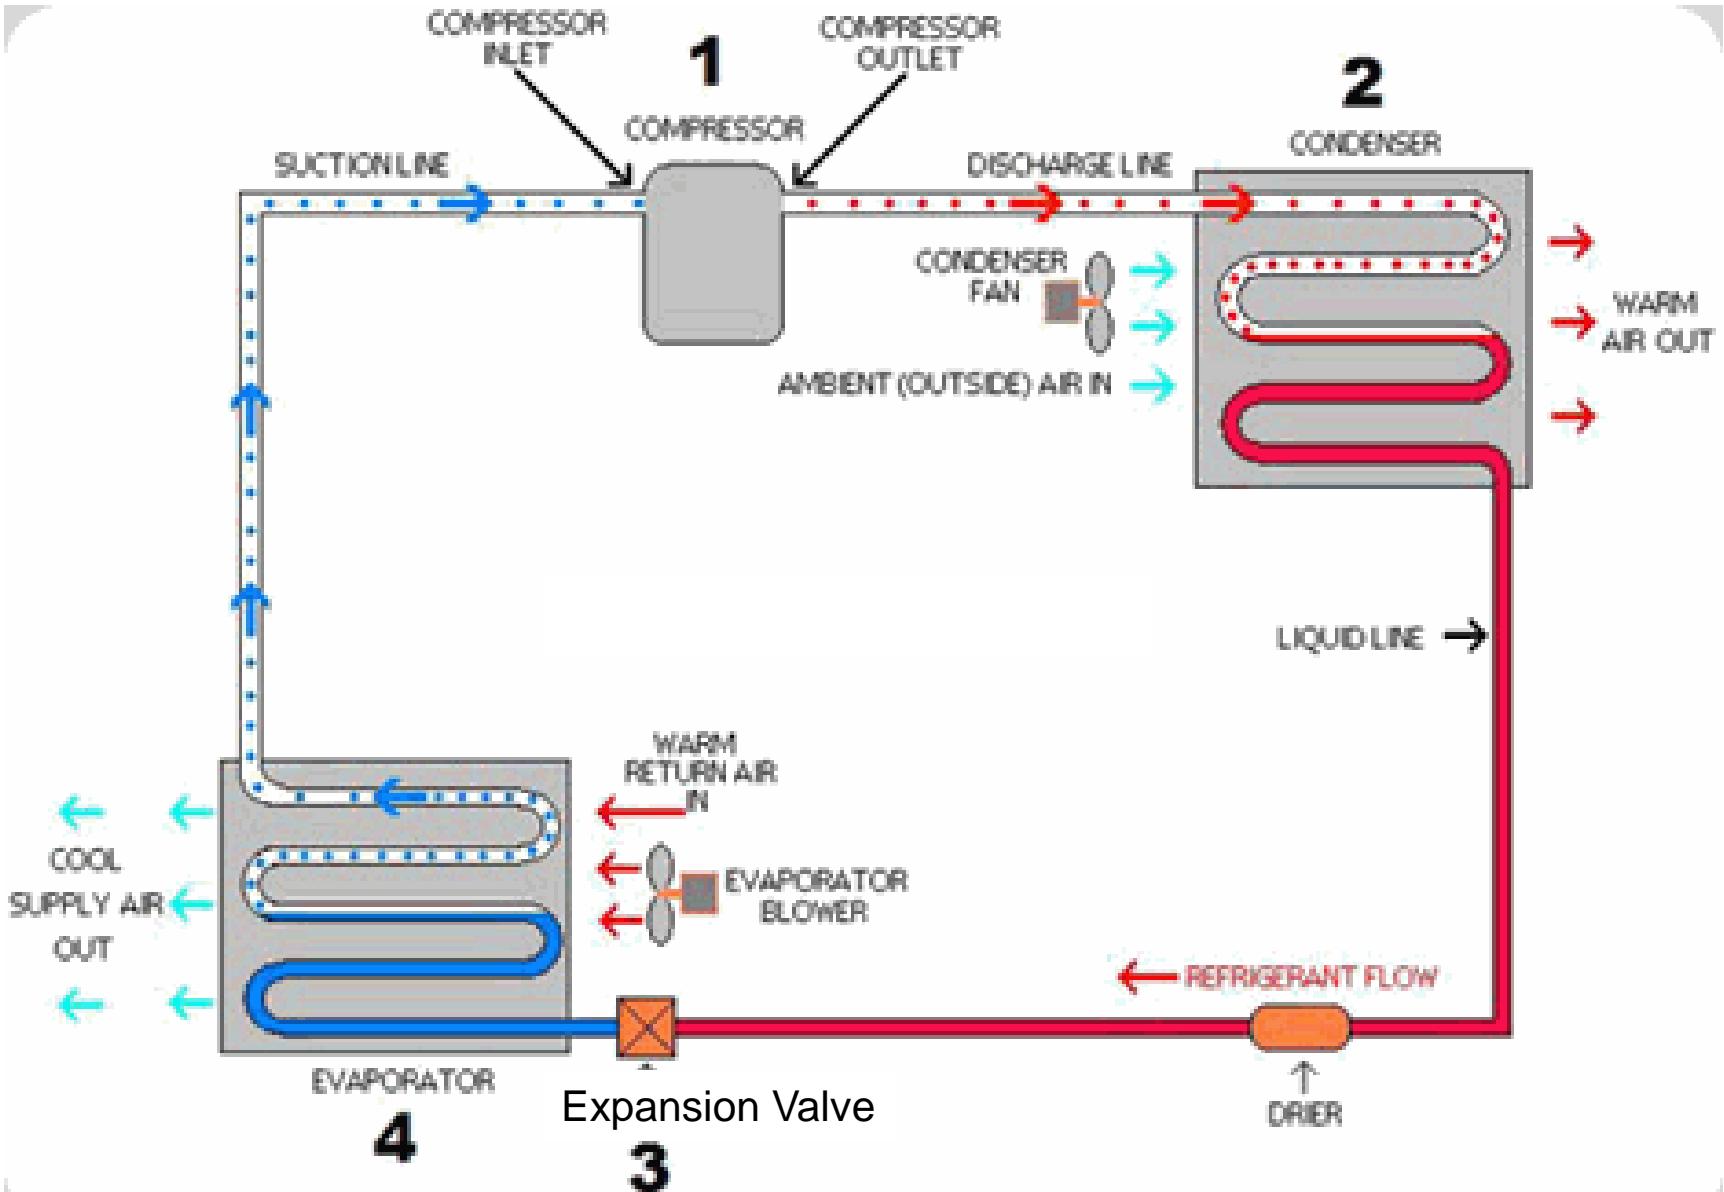 COMPRESSOR
INLET
1
COMPRESSOR
OUTLET
2
COMPRESSOR
CONDENSER
SUCTION LINE
DISCHARGE LINE
CONDENSER
FAN
WARM
AIR OUT
AMBIENT (OUTSIDE) AIR IN
LIQUID LINE
WARM
RETURN AIR
IN
COOL
SUPPLY AIR
OUT
EVAPORATOR
BLOWER
REFRIGERANT FLOW
EVAPORATOR
4
Expansion Valve
3
DRIER